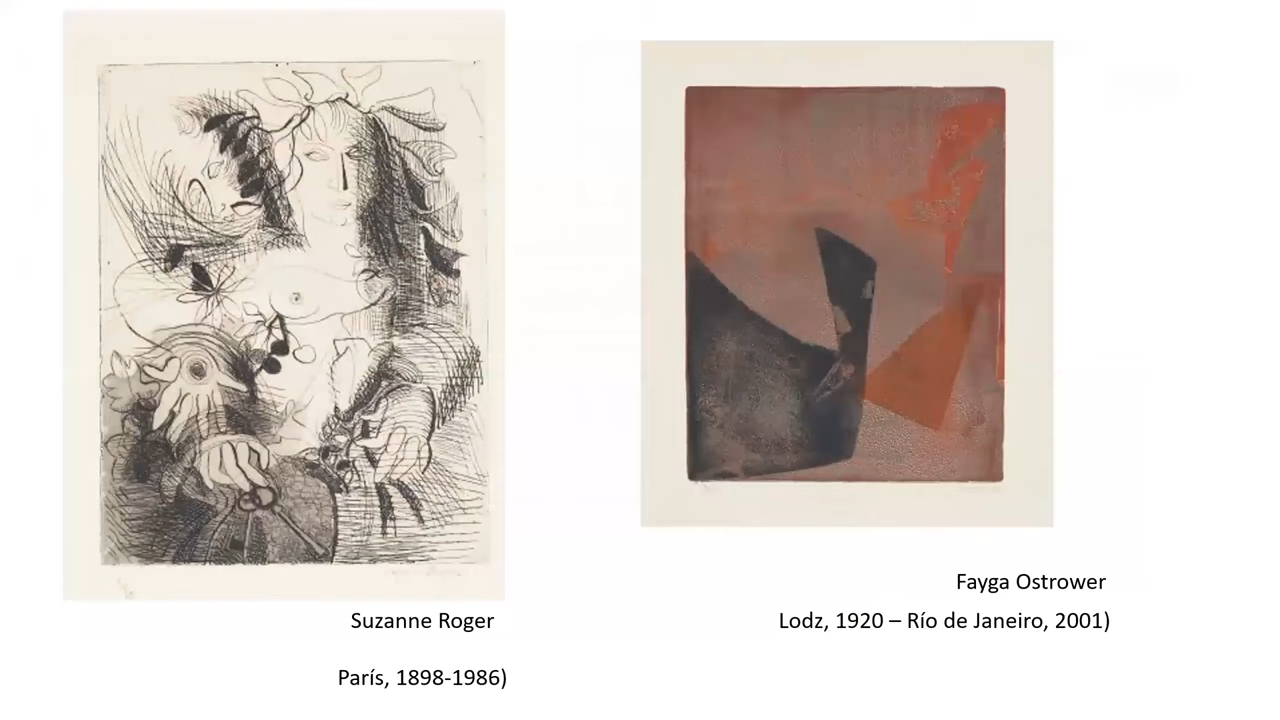 Suzanne Roger
París, 1898-1986)
Fayga Ostrower
Lodz, 1920 – Río de Janeiro, 2001)